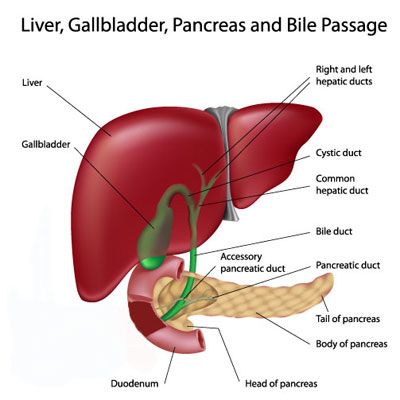 Liver, Gallbladder, Pancreas and Bile Passage
Right and left
hepatic ducts
Liver
Gallbladder
Cystic duct
Common
hepatic duct
Bile duct
Accessory
pancreatic duct
Pancreatic duct
Tail of pancreas
Body of pancreas
Duodenum
Head of pancreas